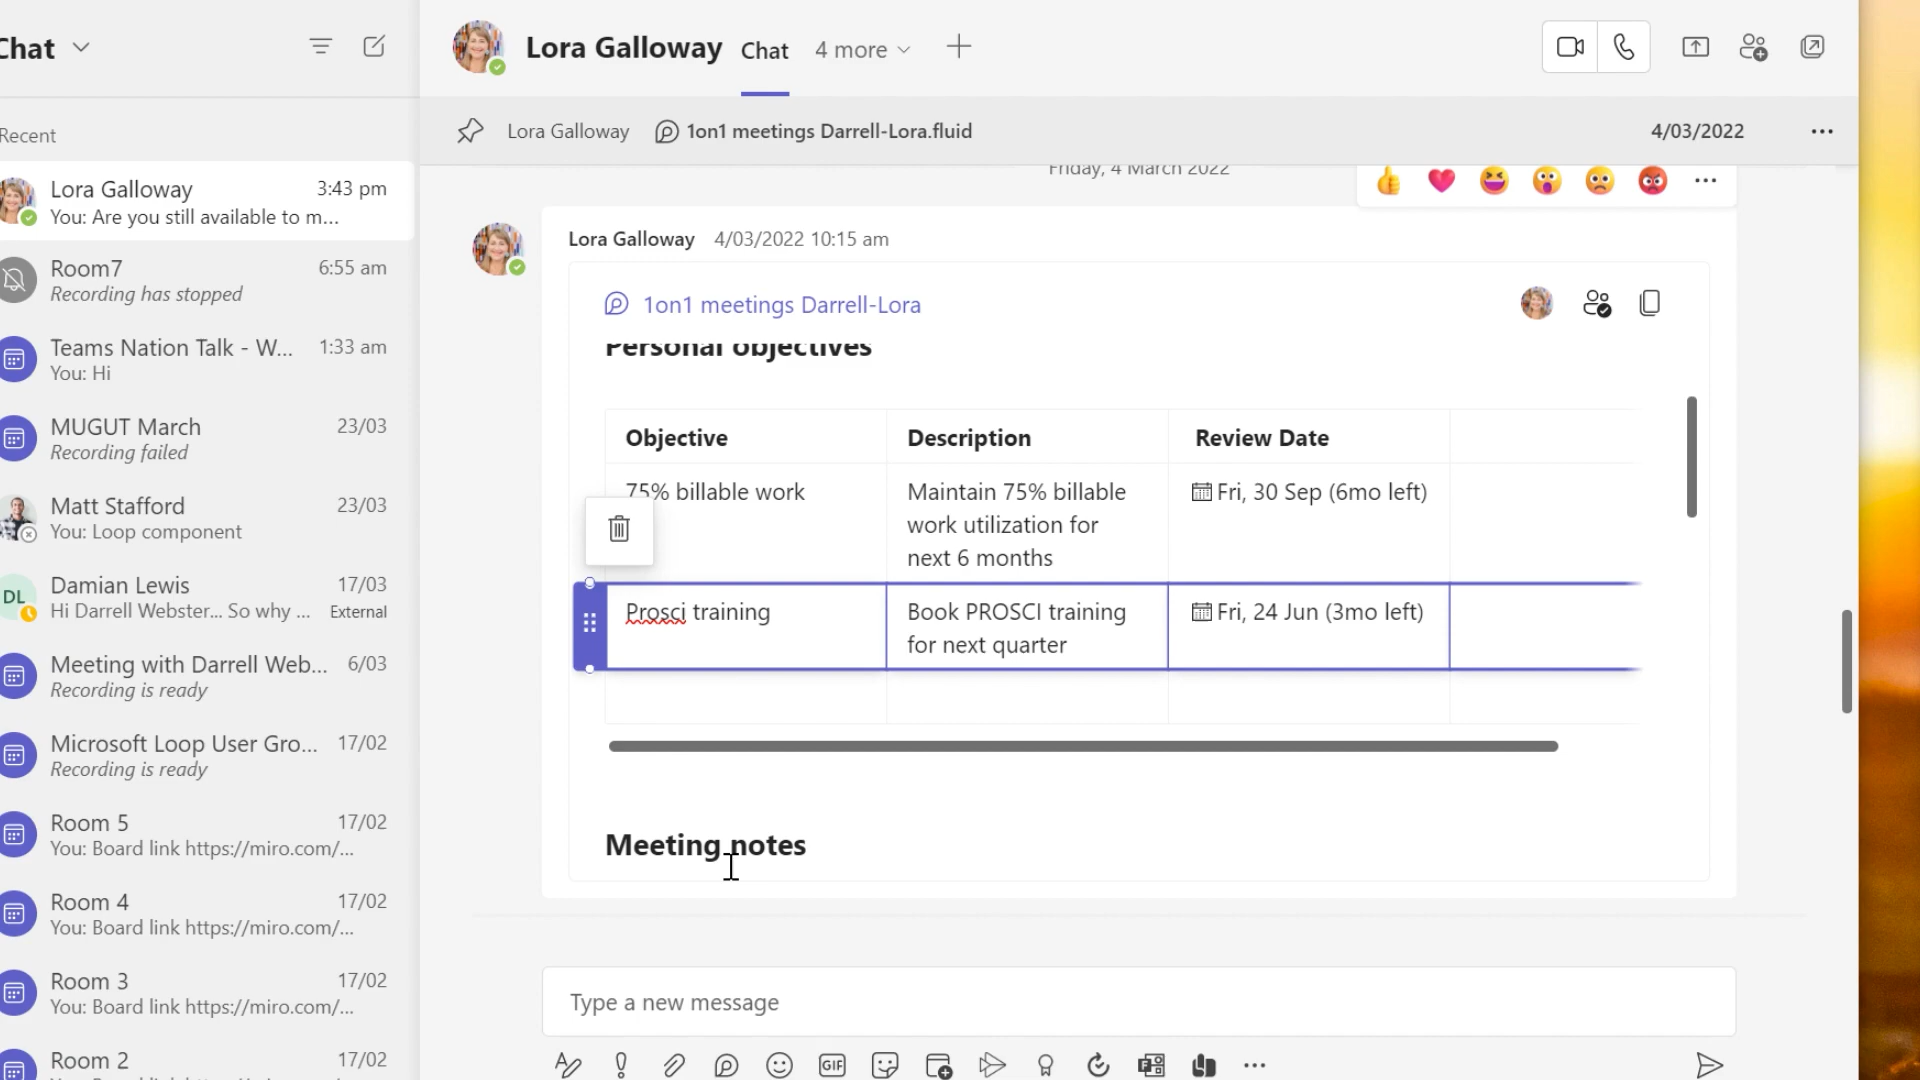 Chat
Recent
Lora Galloway 3:43 pm
You: Are you still available to m...
Room7 6:55 am
Recording has stopped
Teams Nation Talk - W... 1:33 am
You: Hi
MUGUT March 23/03
Recording failed
Matt Stafford 23/03
You: Loop component
DL
Damian Lewis 17/03
Hi Darrell Webster... So why ... External
Meeting with Darrell Web... 6/03
Recording is ready
Microsoft Loop User Gro... 17/02
Recording is ready
Room 5 17/02
You: Board link https://miro.com/...
Room 4 17/02
You: Board link https://miro.com/...
Room 3 17/02
You: Board link https://miro.com/...
Room 2 17/02
Lora Galloway Chat 4 more
Lora Galloway 1on1 meetings Darrell-Lora.fluid 4/03/2022
Friday, 4 March 2022
Lora Galloway 4/03/2022 10:15 am
1on1 meetings Darrell-Lora
Personal objectives
Objective Description Review Date
75% billable work Maintain 75% billable Fri, 30 Sep (6mo left)
work utilization for
next 6 months
Prosci training Book PROSCI training Fri, 24 Jun (3mo left)
for next quarter
Meeting notes
Type a new message
GIF